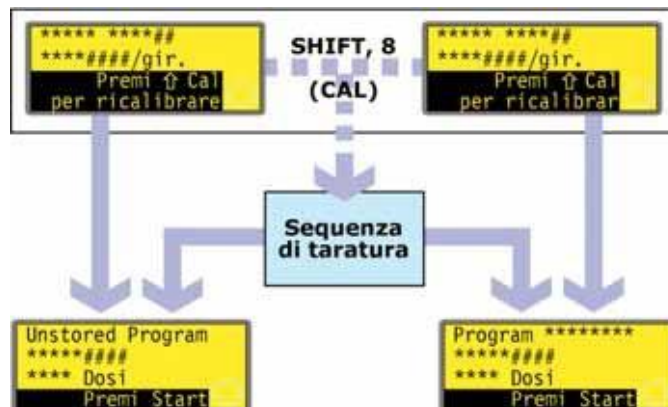 ***** ****##
****####/gir.
Premi ⇧ Cal
per ricalibrare
SHIFT, 8
(CAL)
***** ****##
****####/gir.
Premi ⇧ Cal
per ricalibrar
Sequenza
di taratura
Unstored Program
*****####
**** Dosi
Premi Start
Program ********
*****####
**** Dosi
Premi Start